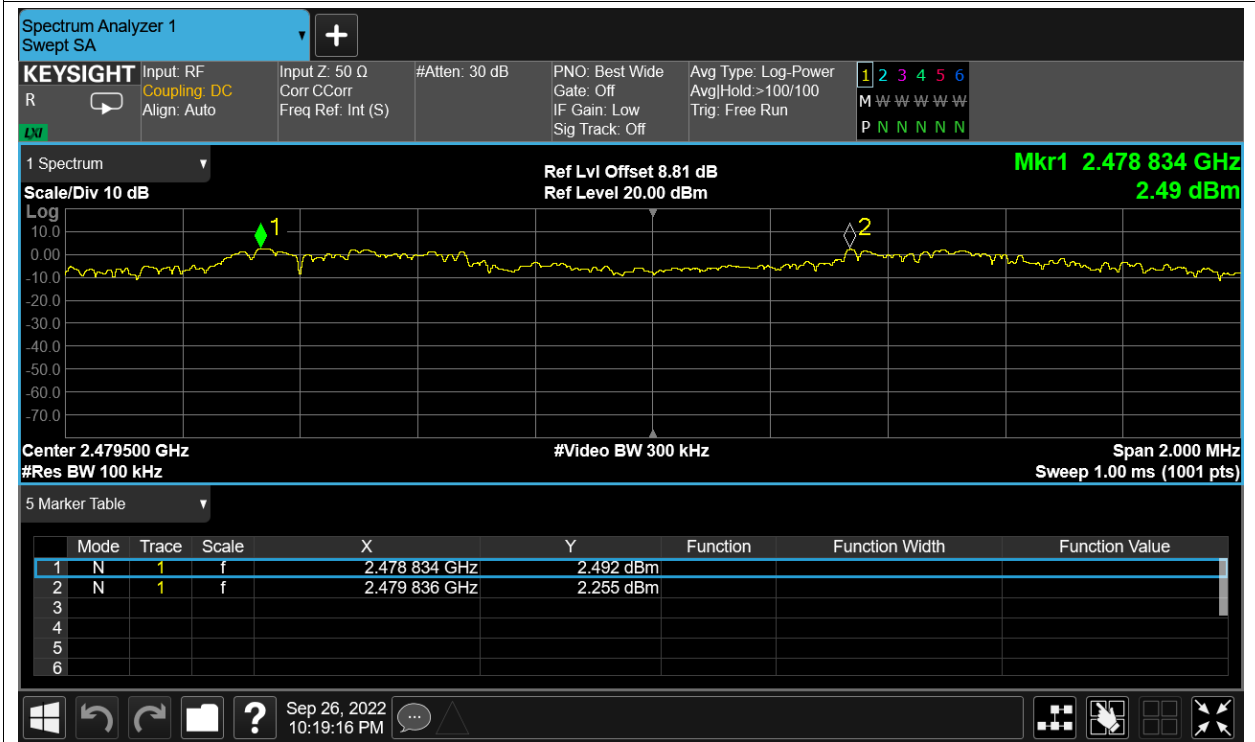 Spectrum Analyzer 1
Swept SA
KEYSIGHT
R
LXI
Input: RF
Coupling: DC
Align: Auto
Input Z: 50 Ω
Corr CCorr
Freq Ref: Int (S)
#Atten: 30 dB
PNO: Best Wide
Gate: Off
IF Gain: Low
Sig Track: Off
Avg Type: Log-Power
Avg|Hold:>100/100
Trig: Free Run
1 2 3 4 5 6
M W W W W W
P N N N N N
1 Spectrum
Scale/Div 10 dB
Ref Lvl Offset 8.81 dB
Ref Level 20.00 dBm
Mkr1 2.478 834 GHz
2.49 dBm
Log
10.0
0.00
-10.0
-20.0
-30.0
-40.0
-50.0
-60.0
-70.0
1
2
Center 2.479500 GHz
#Res BW 100 kHz
#Video BW 300 kHz
Span 2.000 MHz
Sweep 1.00 ms (1001 pts)
5 Marker Table
Mode Trace Scale X Y Function Function Width Function Value
1 N 1 f 2.478 834 GHz 2.492 dBm
2 N 1 f 2.479 836 GHz 2.255 dBm
3
4
5
6
?
Sep 26, 2022
10:19:16 PM